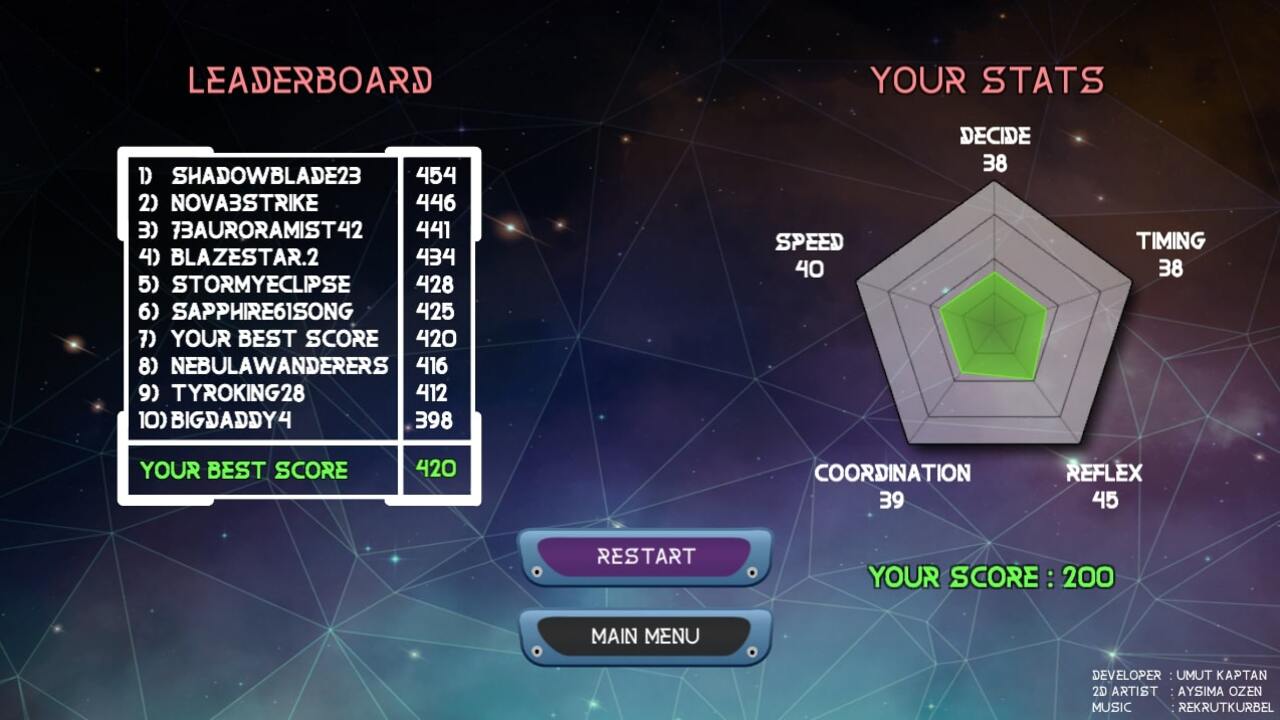 LEADERBOARD
1) SHADOWBLADE23 454
2) NOVA3STRIKE 446
3) 73AURORAMIST42 441
4) BLAZESTAR.2 434
5) STORMYECLIPSE 428
6) SAPPHIRE61SONG 425
7) YOUR BEST SCORE 420
8) NEBULAWANDERERS 416
9) TYROKING28 412
10) BIGDADDY4 398
YOUR BEST SCORE 420
YOUR STATS
DECIDE
38
SPEED
40
TIMING
38
COORDINATION
39
REFLEX
45
YOUR SCORE : 200
RESTART
MAIN MENU
DEVELOPER : UMUT KAPTAN
2D ARTIST : AYSIMA OZEN
MUSIC : REKRUTKURBEL